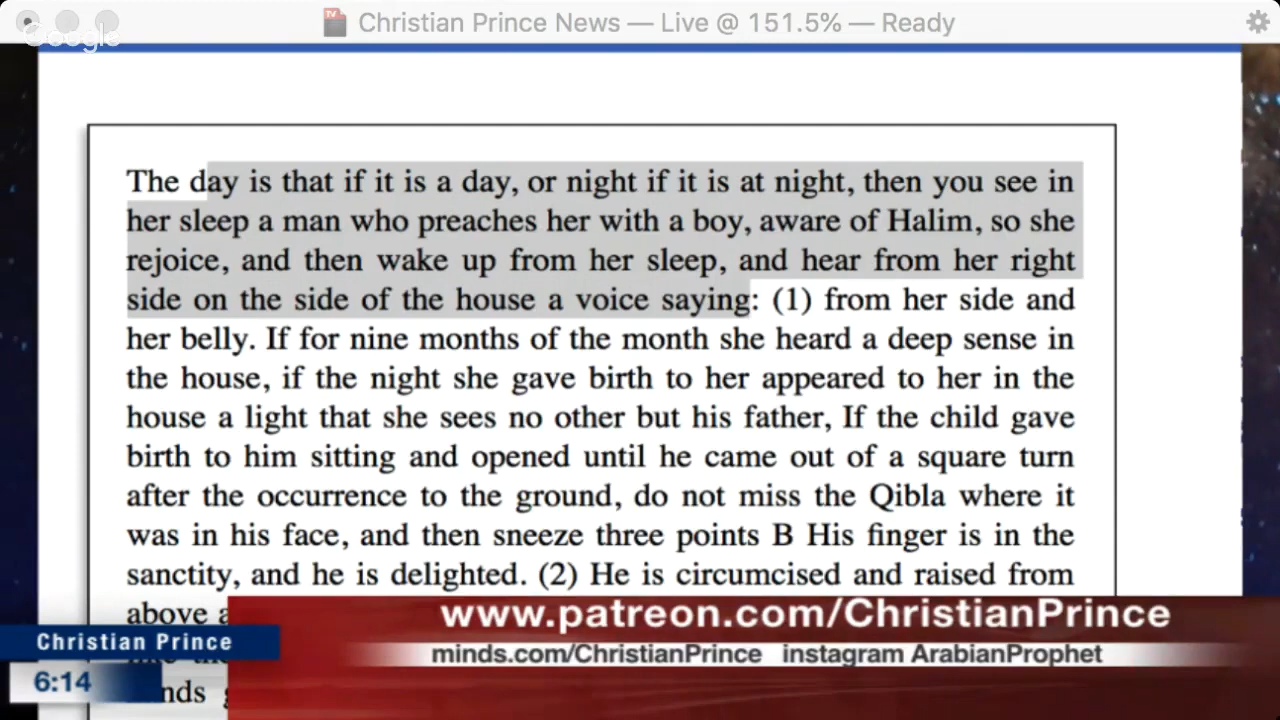 Christian Prince News — Live @ 151.5% — Ready
Google
The day is that if it is a day, or night if it is at night, then you see in
her sleep a man who preaches her with a boy, aware of Halim, so she
rejoice, and then wake up from her sleep, and hear from her right
side on the side of the house a voice saying: (1) from her side and
her belly. If for nine months of the month she heard a deep sense in
the house, if the night she gave birth to her appeared to her in the
house a light that she sees no other but his father, If the child gave
birth to him sitting and opened until he came out of a square turn
after the occurrence to the ground, do not miss the Qibla where it
was in his face, and then sneeze three points B His finger is in the
sanctity, and he is delighted. (2) He is circumcised and raised from
above
www.patreon.com/ChristianPrince
Christian Prince
minds.com/ChristianPrince instagram ArabianProphet
6:14